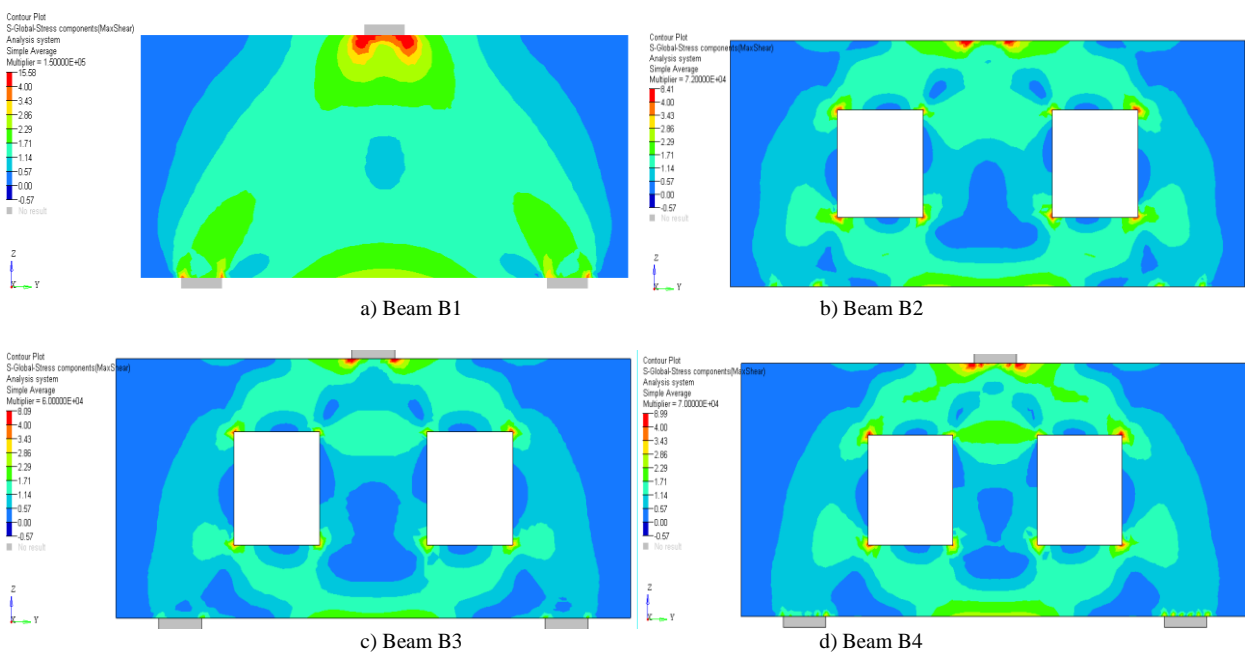 Contour Plot
S-Global-Stress components(MaxShear)
Analysis system
Simple Average
Multiplier = 1.50000E+05
15.58
4.00
3.43
2.86
2.29
1.71
1.14
0.57
0.00
-0.57
No result
Z
X Y
a) Beam B1
Contour Plot
S-Global-Stress components(MaxShear)
Analysis system
Simple Average
Multiplier = 7.20000E+04
8.41
4.00
3.43
2.86
2.29
1.71
1.14
0.57
0.00
-0.57
No result
Z
X Y
b) Beam B2
Contour Plot
S-Global-Stress components(MaxShear)
Analysis system
Simple Average
Multiplier = 6.00000E+04
8.09
4.00
3.43
2.86
2.29
1.71
1.14
0.57
0.00
-0.57
No result
Z
X Y
c) Beam B3
Contour Plot
S-Global-Stress components(MaxShear)
Analysis system
Simple Average
Multiplier = 7.00000E+04
8.99
4.00
3.43
2.86
2.29
1.71
1.14
0.57
0.00
-0.57
No result
Z
X Y
d) Beam B4